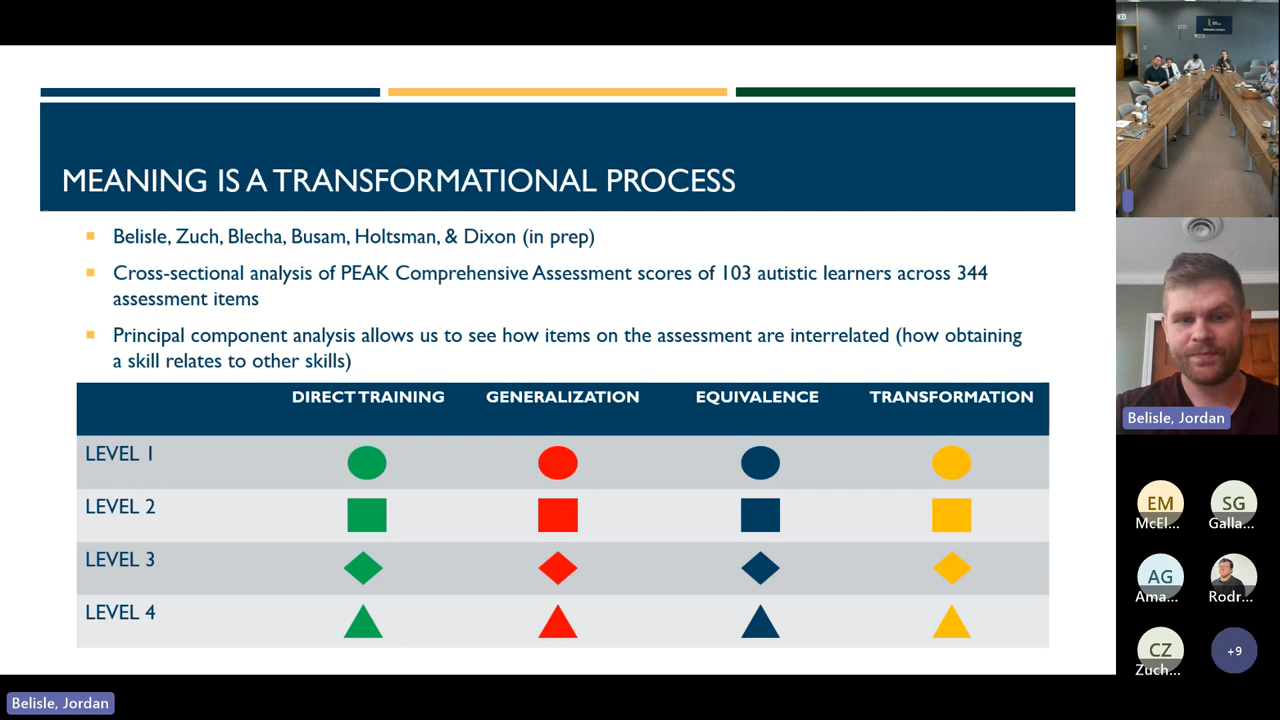 MEANING IS A TRANSFORMATIONAL PROCESS
Belisle, Zuch, Blecha, Busam, Holtsman, & Dixon (in prep)
Cross-sectional analysis of PEAK Comprehensive Assessment scores of 103 autistic learners across 344
assessment items
Principal component analysis allows us to see how items on the assessment are interrelated (how obtaining
a skill relates to other skills)
DIRECT TRAINING GENERALIZATION EQUIVALENCE TRANSFORMATION
LEVEL 1
LEVEL 2
LEVEL 3
LEVEL 4
Belisle, Jordan
Belisle, Jordan
EM SG
McEl... Galla...
AG
Ama... Rodr...
CZ +9
Zuch...